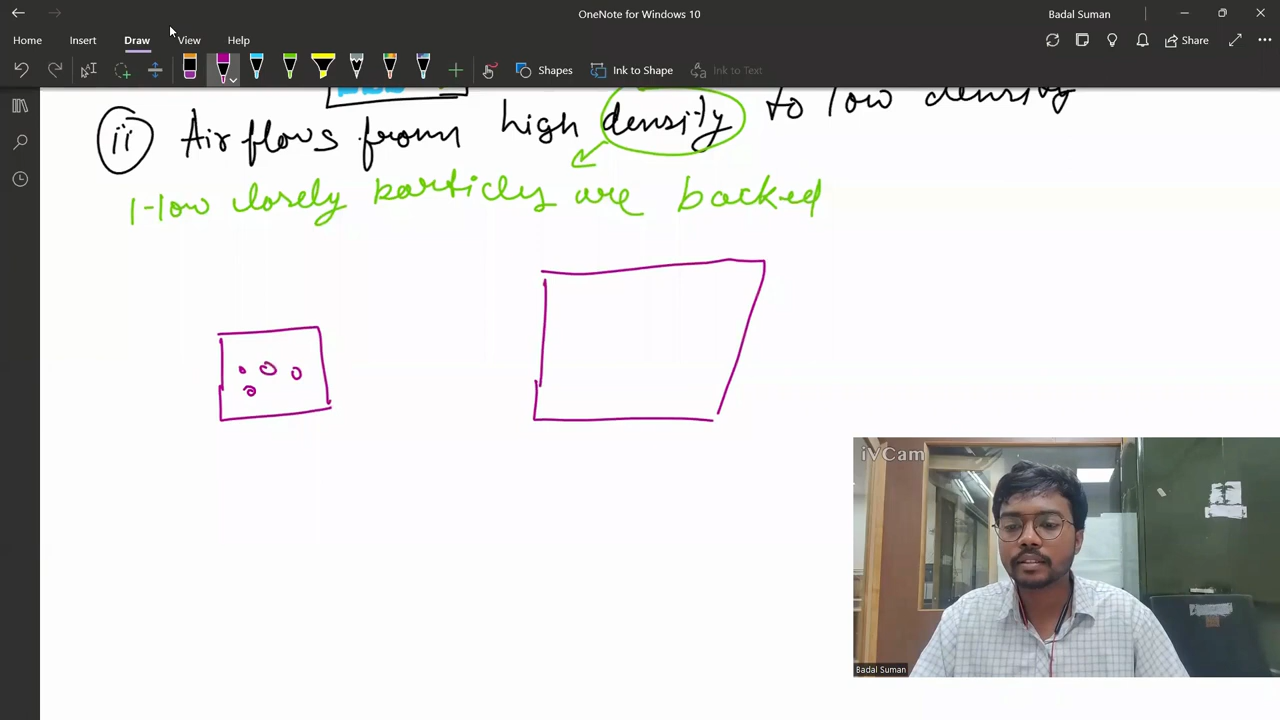 OneNote for Windows 10
Badal Suman
Home Insert Draw View Help
Share
Shapes Ink to Shape Ink to Text
ii Air flows from high density to low density
How closely particles are backed
iVCam
Badal Suman